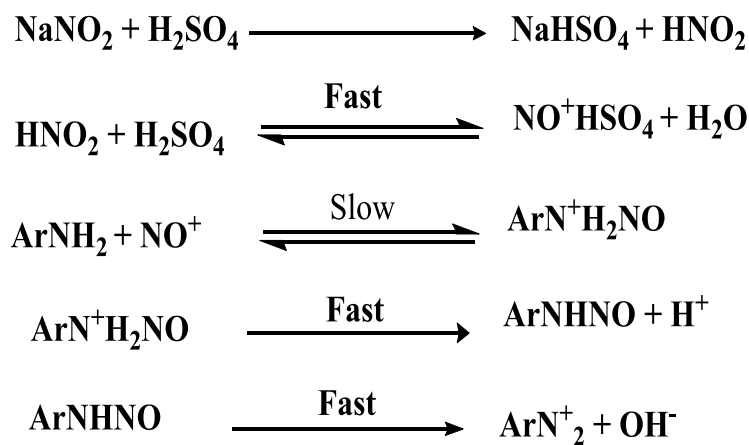 NaNO₂ + H₂SO₄ ⟶ NaHSO₄ + HNO₂
Fast
HNO₂ + H₂SO₄ ⇌ NO⁺HSO₄ + H₂O
Slow
ArNH₂ + NO⁺ ⇌ ArN⁺H₂NO
Fast
ArN⁺H₂NO ⟶ ArNHNO + H⁺
Fast
ArNHNO ⟶ ArN⁺₂ + OH⁻